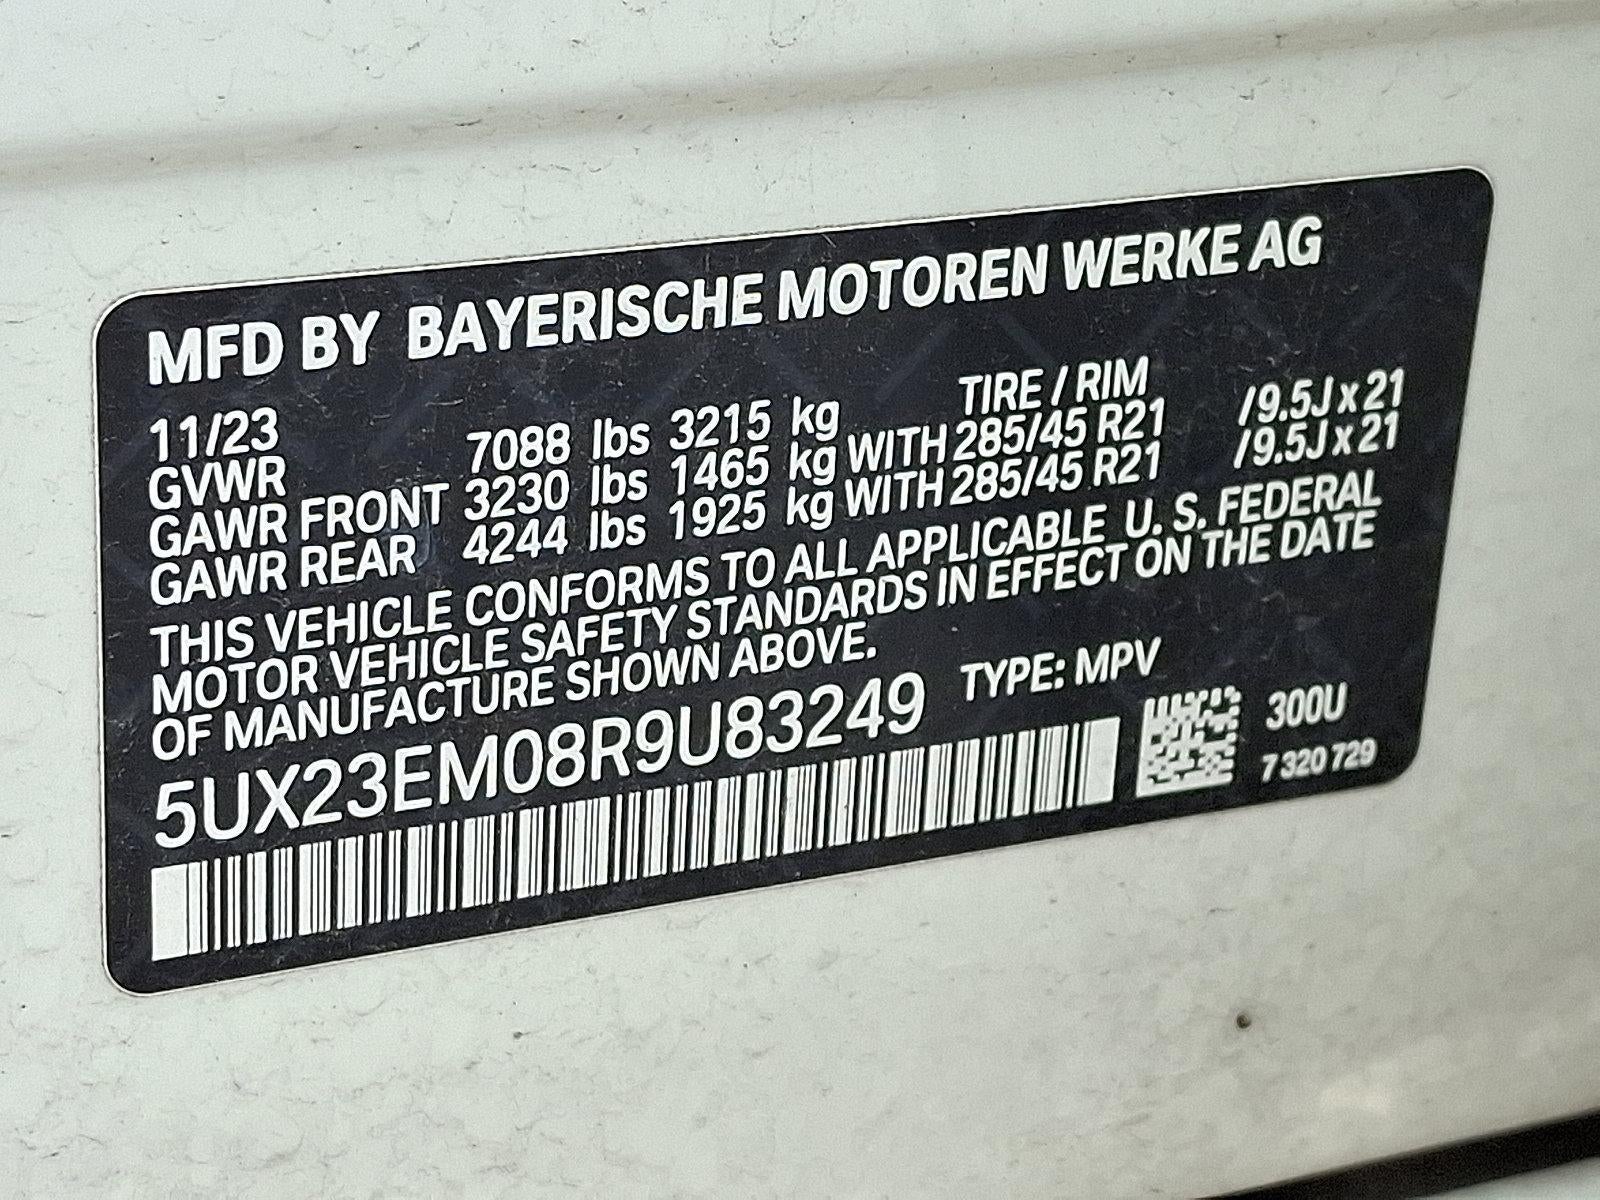 MFD BY BAYERISCHE MOTOREN WERKE AG
11/23 TIRE / RIM
GVWR 7088 lbs 3215 kg
GAWR FRONT 3230 lbs 1465 kg WITH 285/45 R21 /9.5J x 21
GAWR REAR 4244 lbs 1925 kg WITH 285/45 R21 /9.5J x 21
THIS VEHICLE CONFORMS TO ALL APPLICABLE U. S. FEDERAL
MOTOR VEHICLE SAFETY STANDARDS IN EFFECT ON THE DATE
OF MANUFACTURE SHOWN ABOVE.
5UX23EM08R9U83249 TYPE: MPV
300U
7 320 729